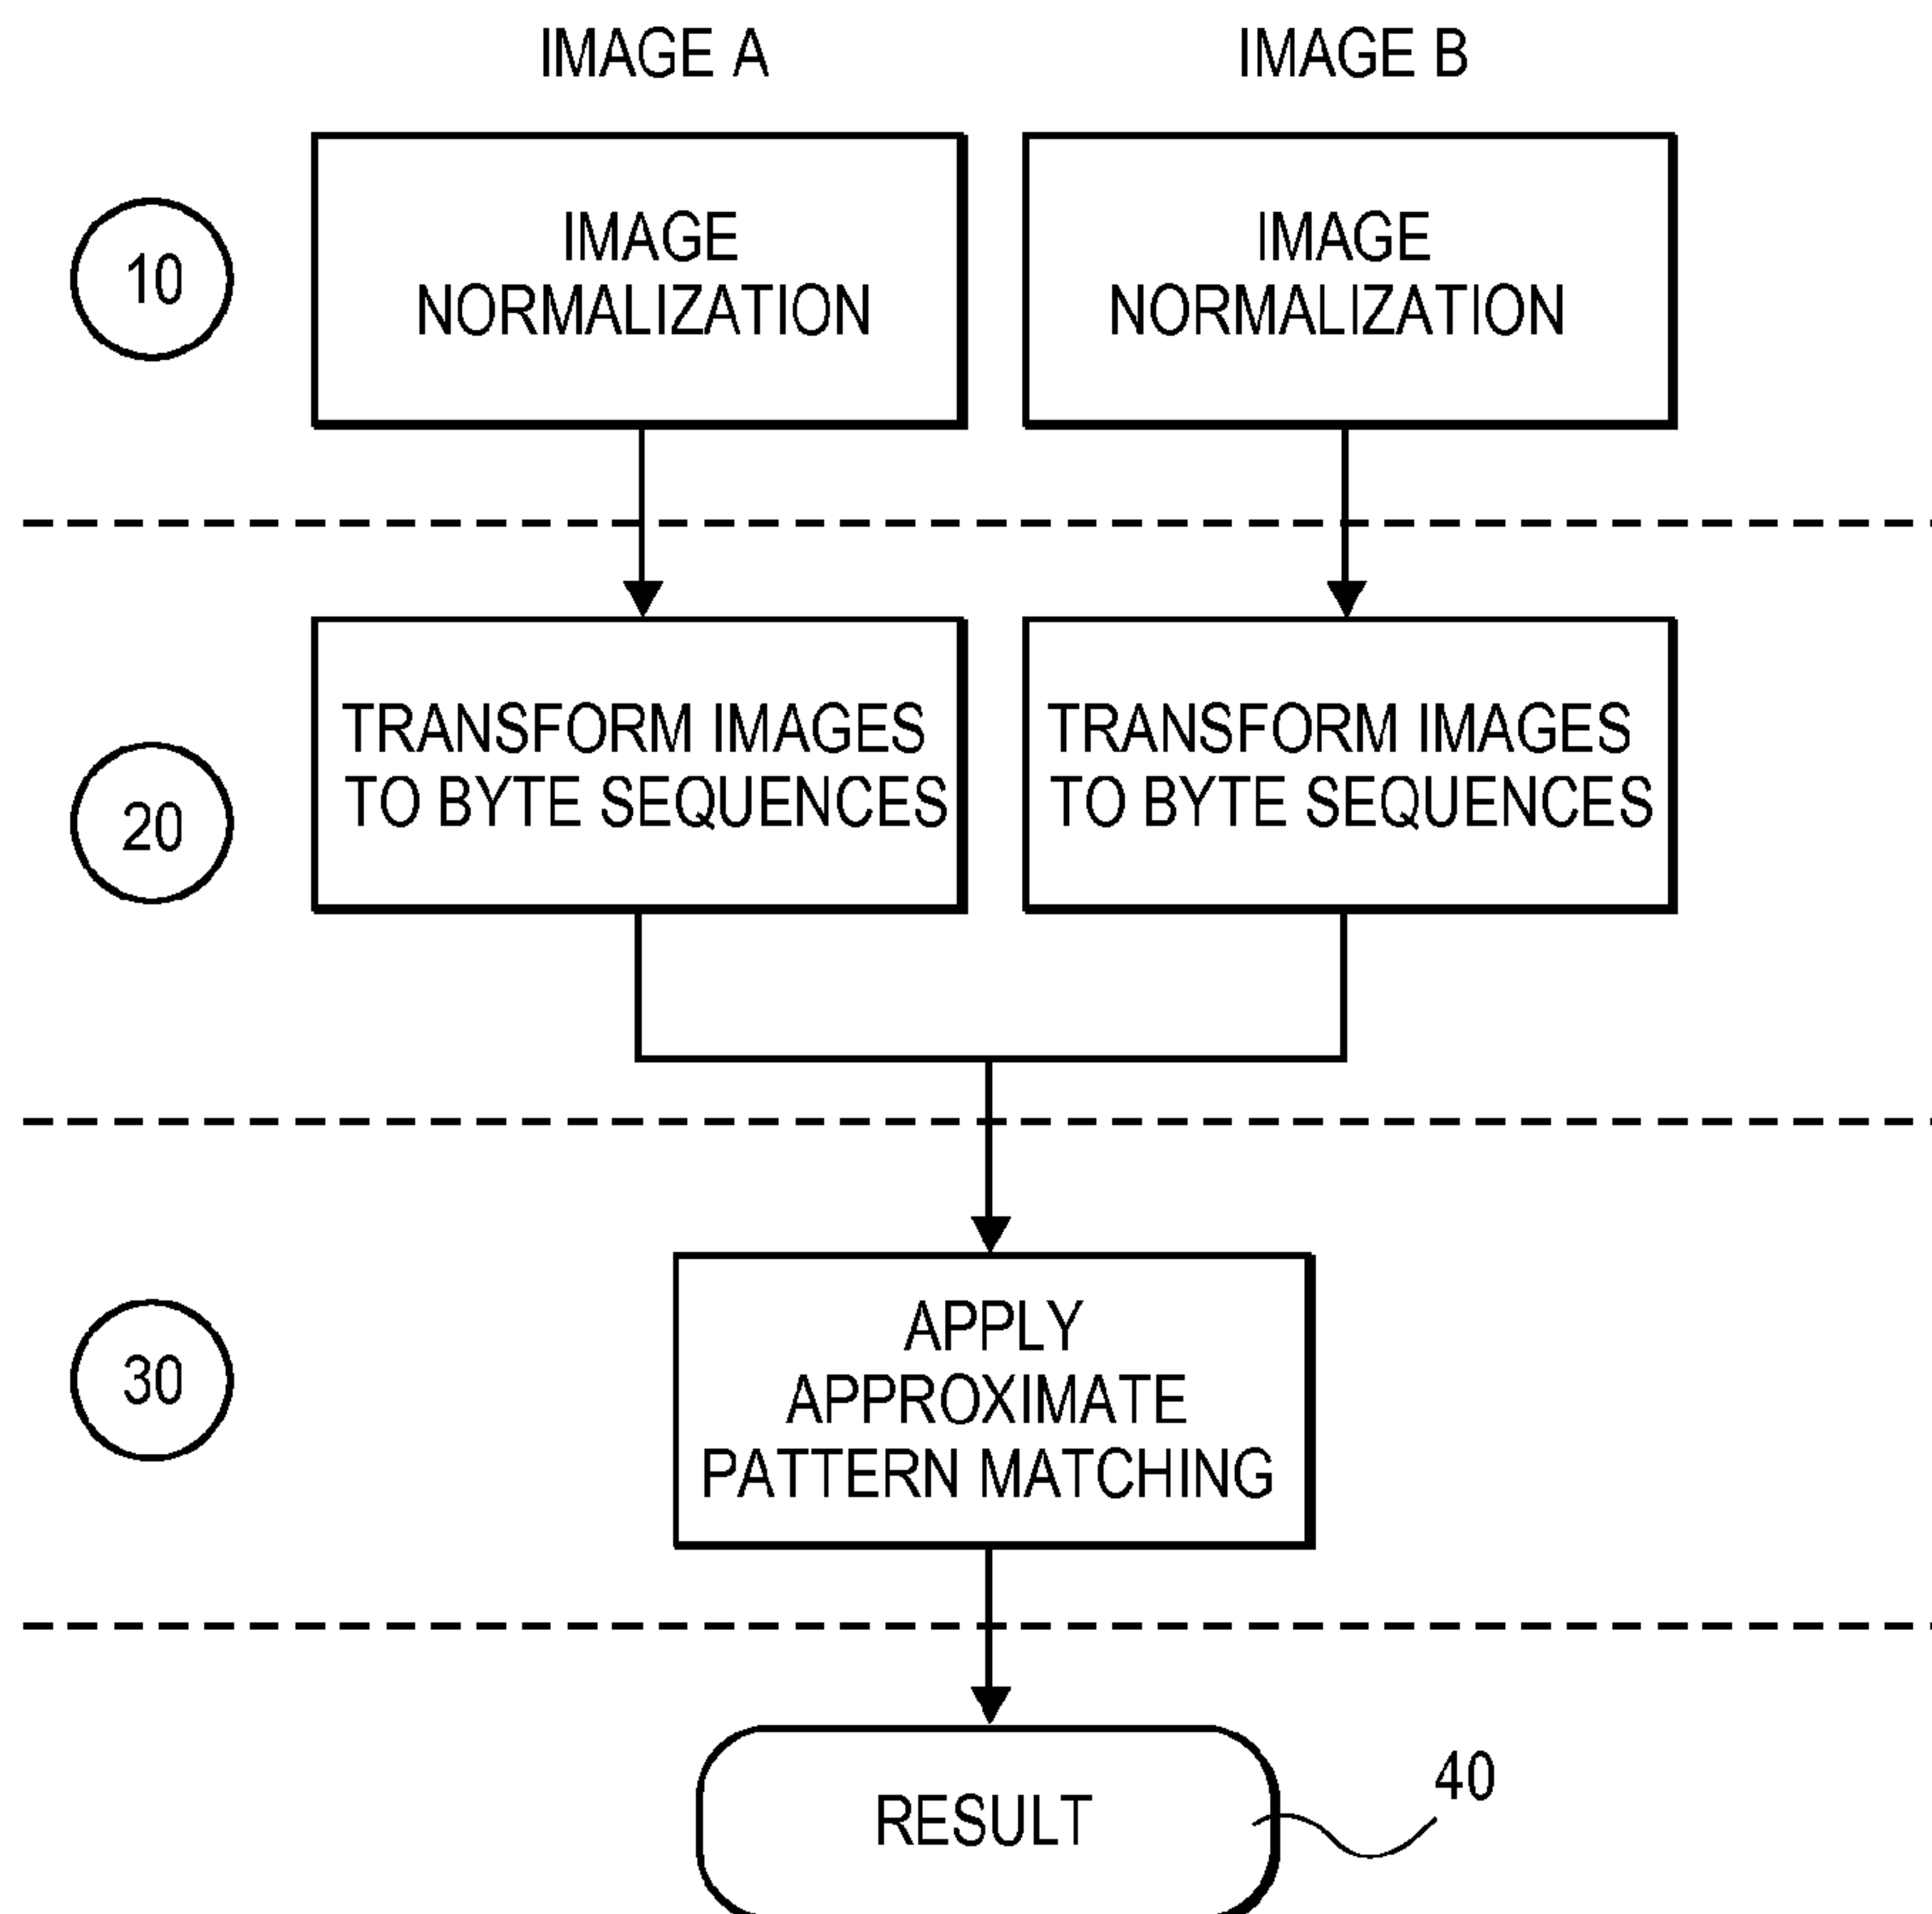 IMAGE A
IMAGE B
10
IMAGE
NORMALIZATION
IMAGE
NORMALIZATION
20
TRANSFORM IMAGES
TO BYTE SEQUENCES
TRANSFORM IMAGES
TO BYTE SEQUENCES
30
APPLY
APPROXIMATE
PATTERN MATCHING
RESULT
40